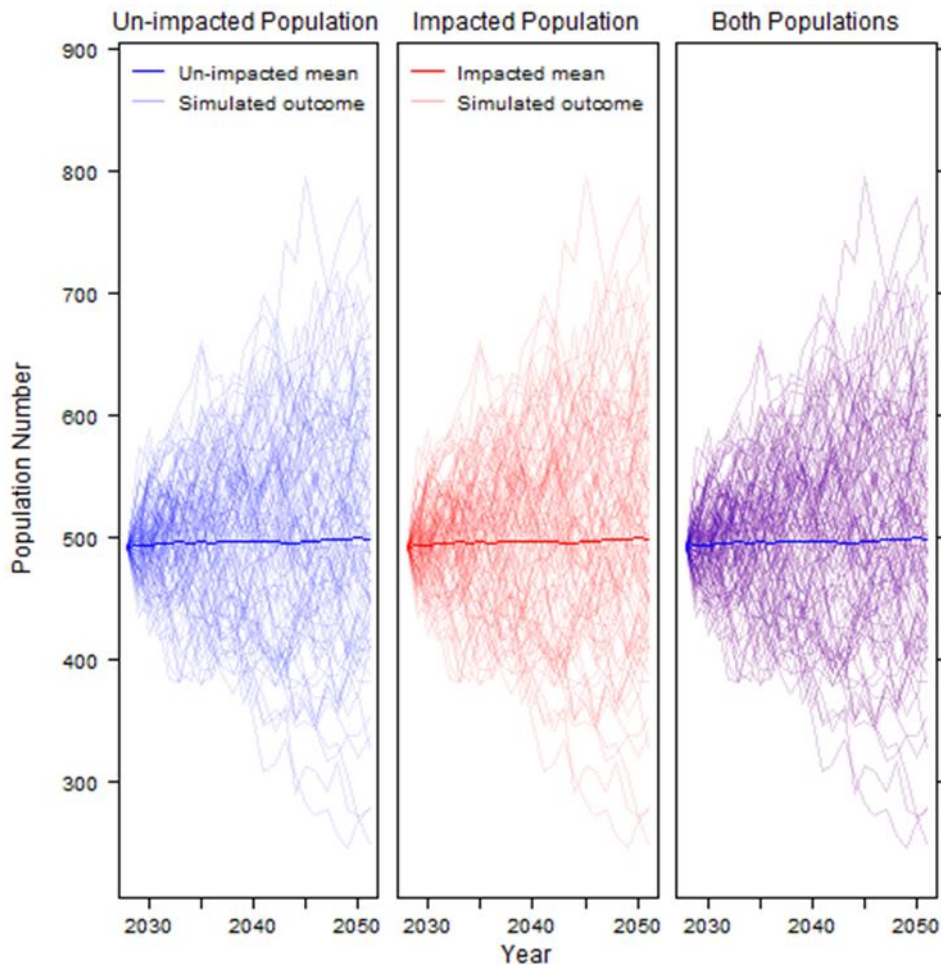 Un-impacted Population
Impacted Population
Both Populations
Un-impacted mean
Simulated outcome
Impacted mean
Simulated outcome
Population Number
900
800
700
600
500
400
300
2030 2040 2050
2030 2040 2050
2030 2040 2050
Year